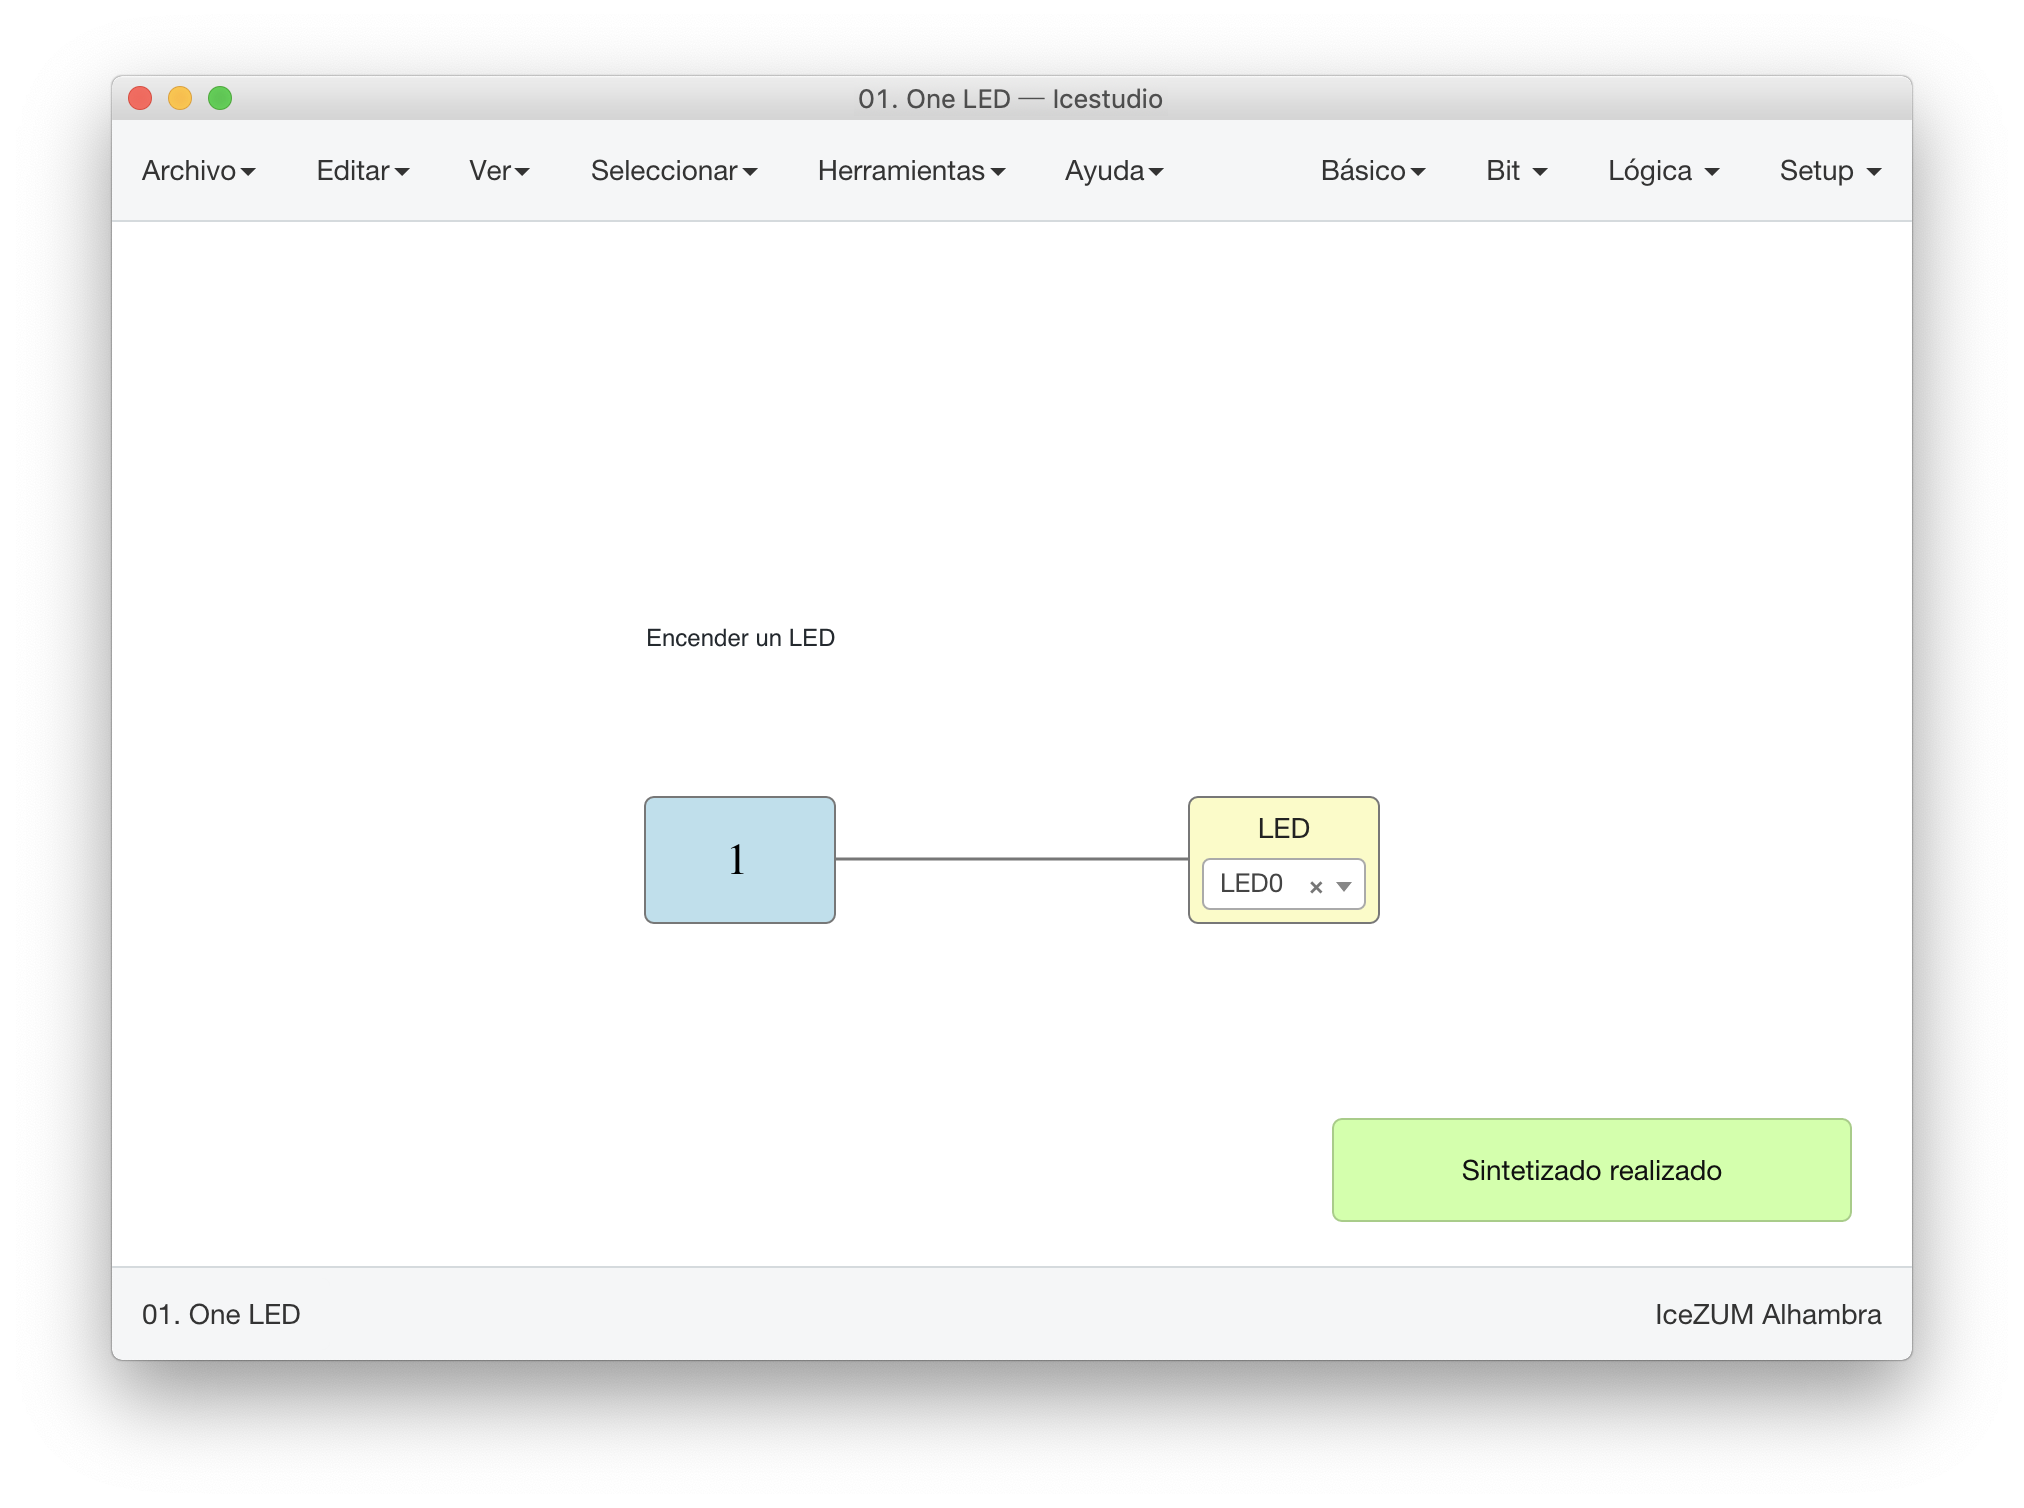 01. One LED — Icestudio
Archivo Editar Ver Seleccionar Herramientas Ayuda Básico Bit Lógica Setup
Encender un LED
1
LED
LED0
Sintetizado realizado
01. One LED
IceZUM Alhambra